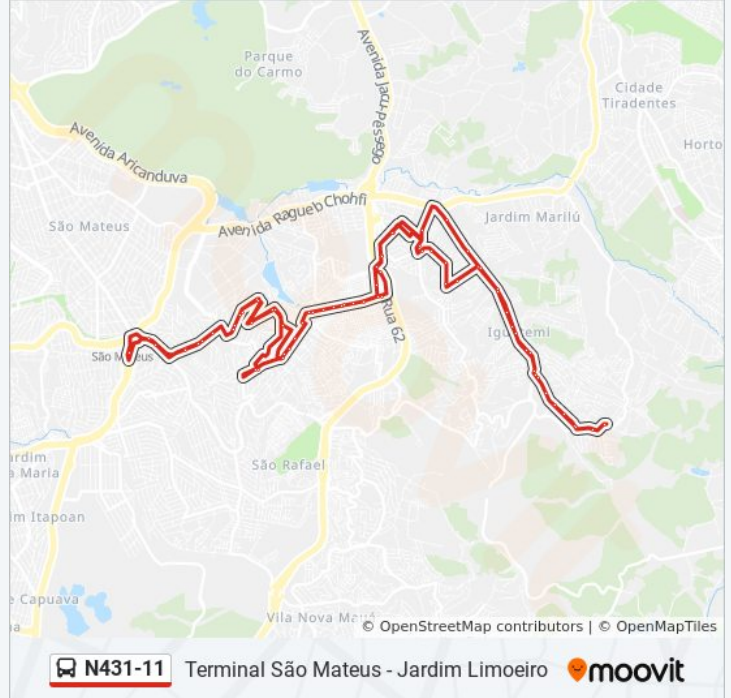 Parque
do Carmo
Avenida Jacu-Pêssego
Cidade
Tiradentes
Avenida Aricanduva
Horto
Avenida Ragueb Chohfi
São Mateus
Jardim Marilú
Rua 62
Iguatemi
São Mateus
São Rafael
ardim
a Maria
im Itapoan
e Capuava
a
Vila Nova Mauá
© OpenStreetMap contributors | © OpenMapTiles
N431-11 Terminal São Mateus - Jardim Limoeiro moovit